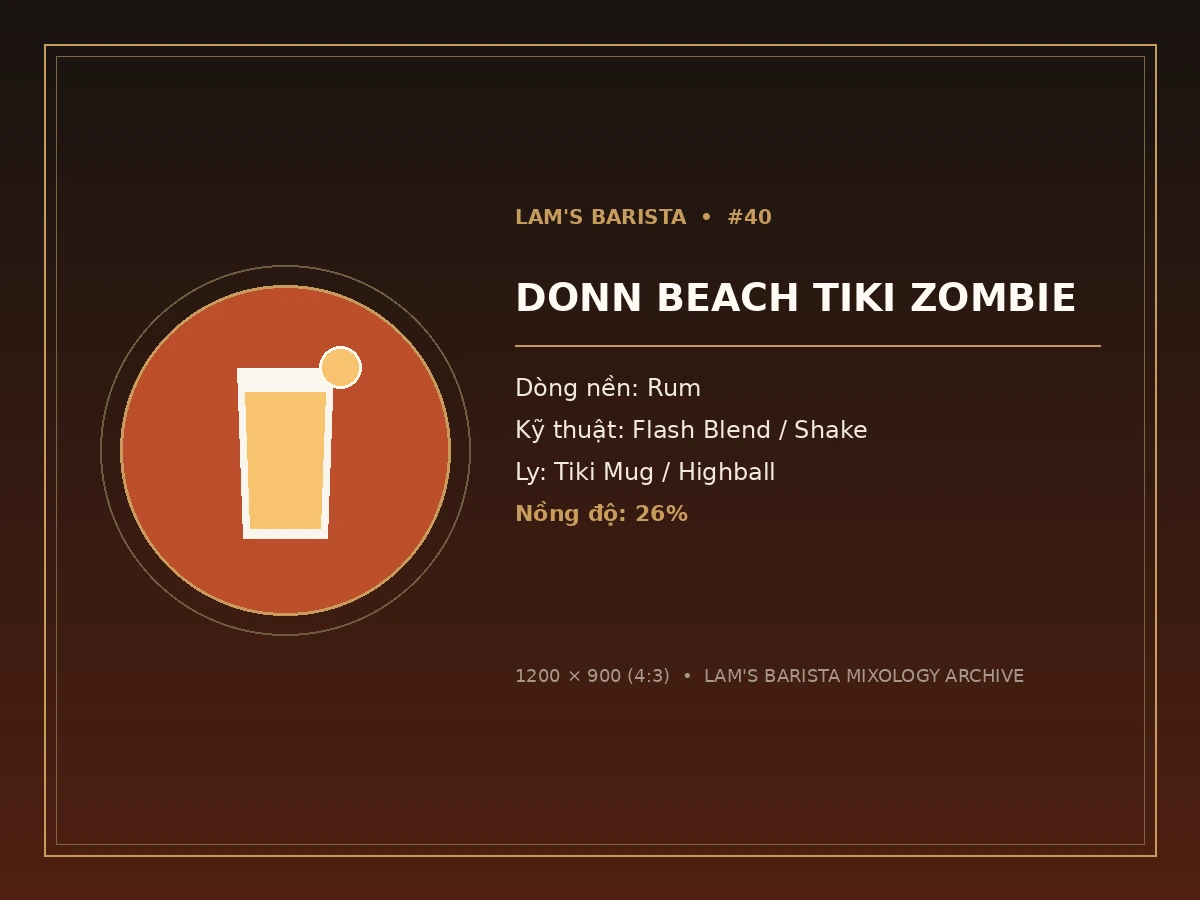 LAM'S BARISTA • #40
DONN BEACH TIKI ZOMBIE
Dòng nền: Rum
Kỹ thuật: Flash Blend / Shake
Ly: Tiki Mug / Highball
Nồng độ: 26%
1200 × 900 (4:3) • LAM'S BARISTA MIXOLOGY ARCHIVE